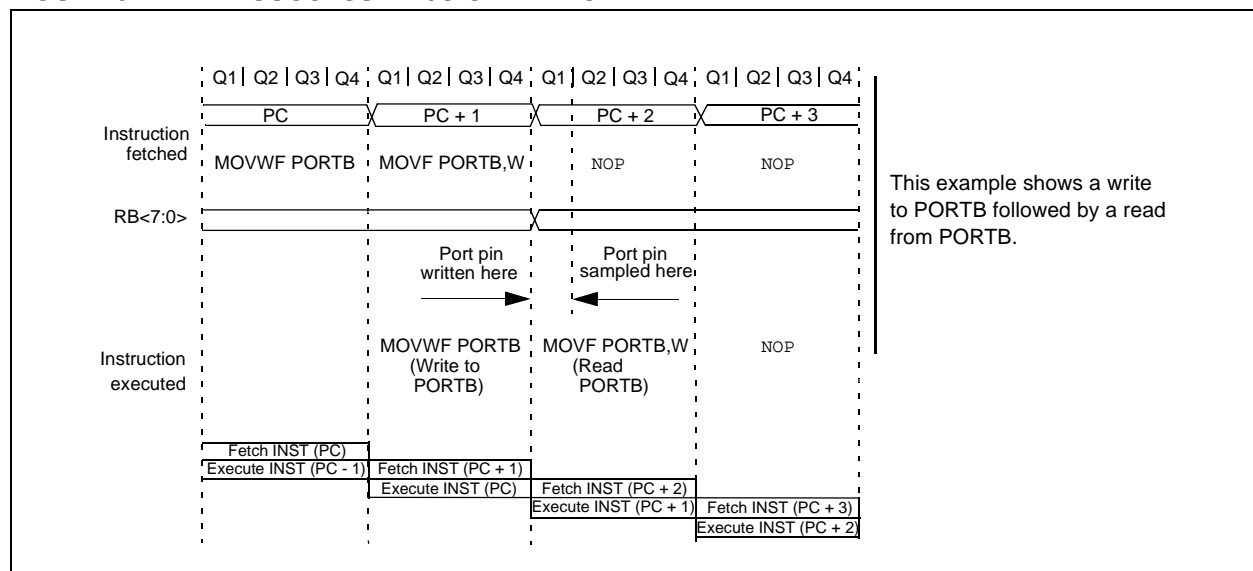 Q1 Q2 Q3 Q4 Q1 Q2 Q3 Q4 Q1 Q2 Q3 Q4 Q1 Q2 Q3 Q4
PC PC + 1 PC + 2 PC + 3
Instruction
fetched
MOVWF PORTB MOVF PORTB,W NOP NOP
This example shows a write
to PORTB followed by a read
from PORTB.
RB<7:0>
Port pin
written here
Port pin
sampled here
Instruction
executed
MOVWF PORTB
(Write to
PORTB)
MOVF PORTB,W
(Read
PORTB)
NOP
Fetch INST (PC)
Execute INST (PC - 1) Fetch INST (PC + 1)
Execute INST (PC) Fetch INST (PC + 2)
Execute INST (PC + 1) Fetch INST (PC + 3)
Execute INST (PC + 2)